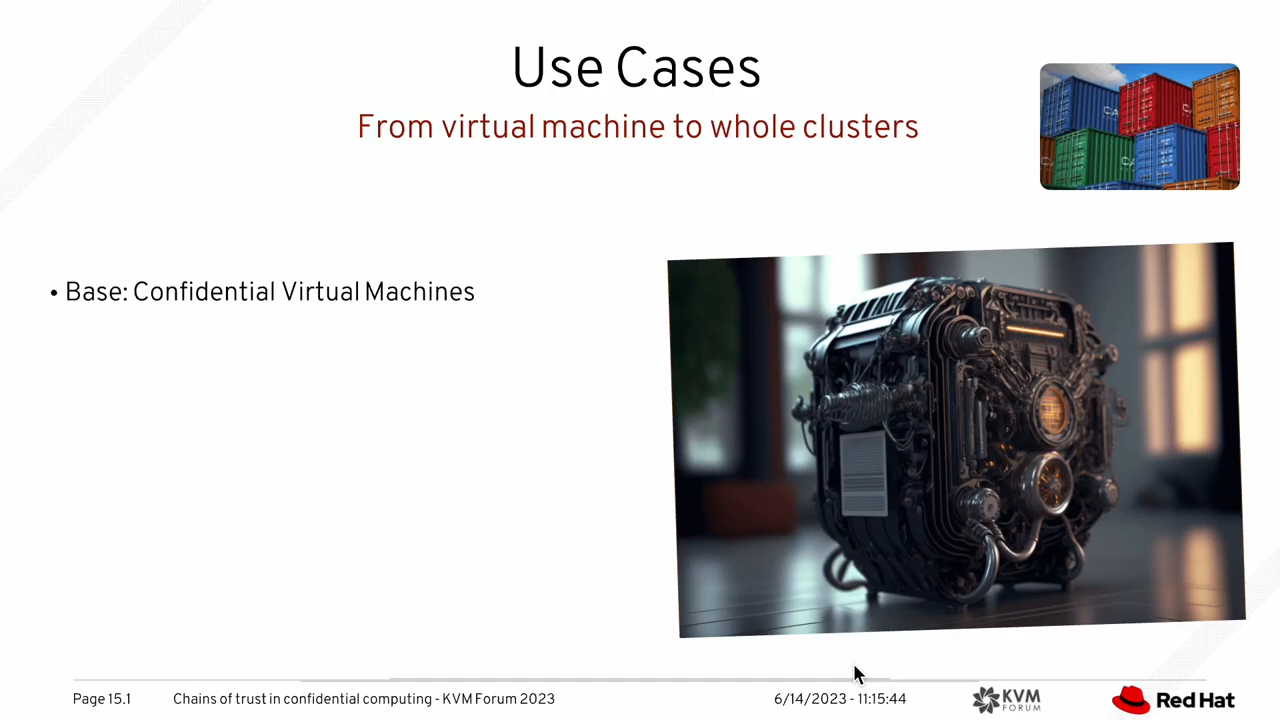 Use Cases
From virtual machine to whole clusters
• Base: Confidential Virtual Machines
Page 15.1
Chains of trust in confidential computing - KVM Forum 2023
6/14/2023 - 11:15:44
KVM
FORUM
Red Hat